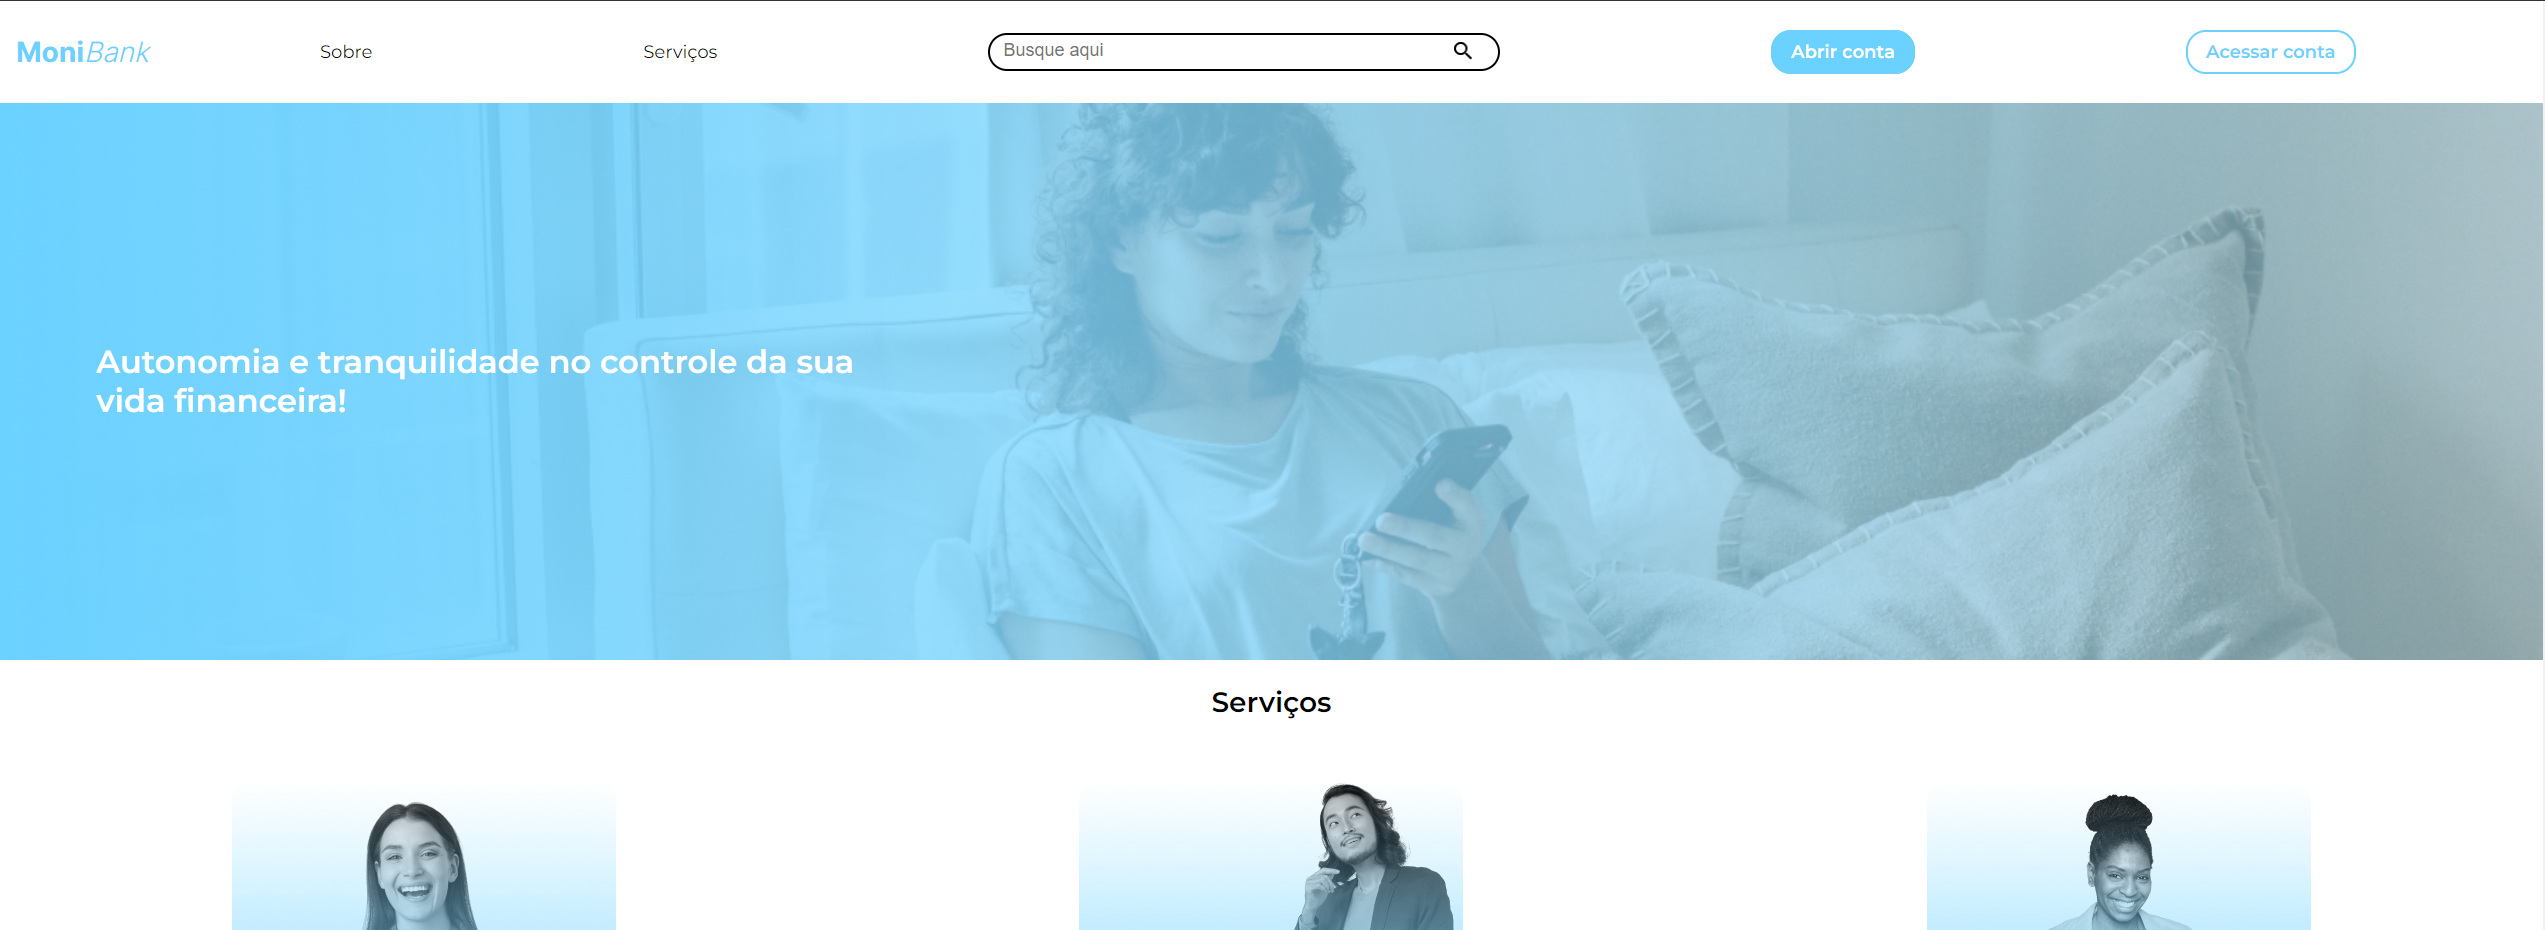 MoniBank
Sobre
Serviços
Busque aqui
Abrir conta
Acessar conta
Autonomia e tranquilidade no controle da sua
vida financeira!
Serviços